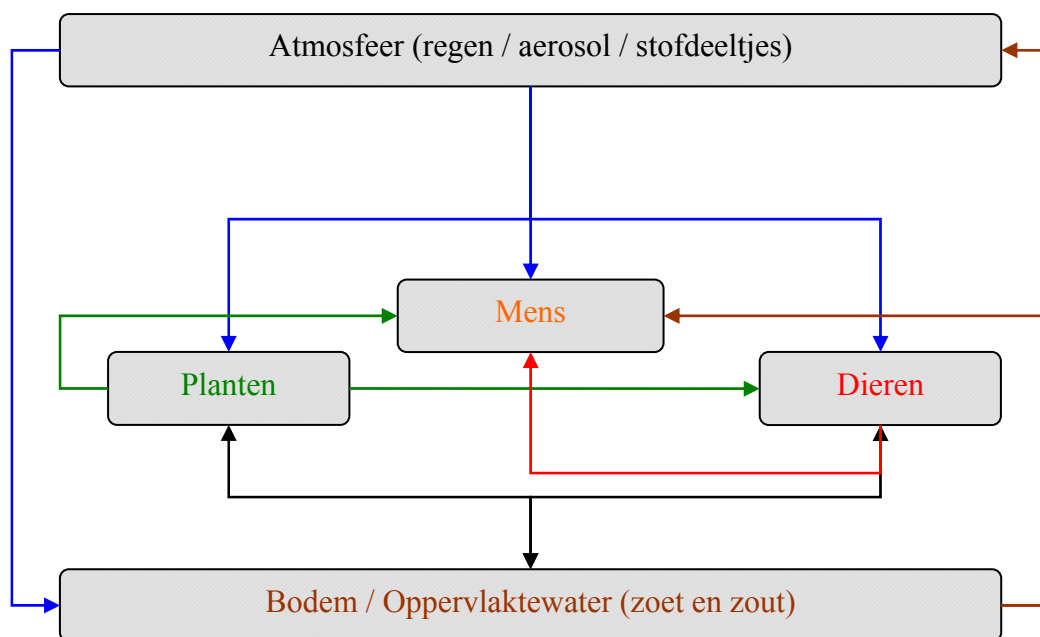 Atmosfeer (regen / aerosol / stofdeeltjes)
Mens
Planten
Dieren
Bodem / Oppervlaktewater (zoet en zout)